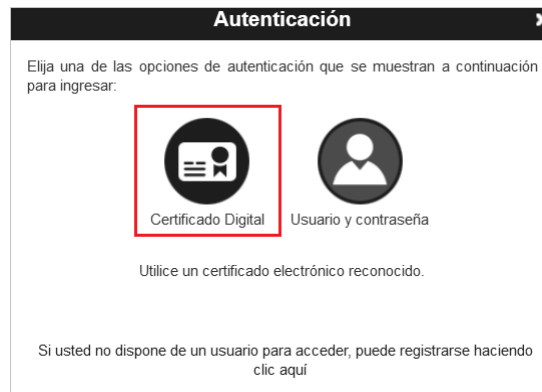 Autenticación
Elija una de las opciones de autenticación que se muestran a continuación
para ingresar:
Certificado Digital
Usuario y contraseña
Utilice un certificado electrónico reconocido.
Si usted no dispone de un usuario para acceder, puede registrarse haciendo
clic aquí